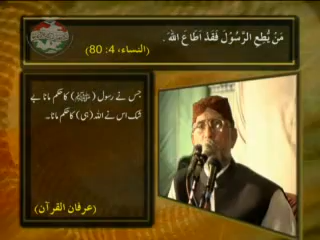 مَنْ يُّطِعِ الرَّسُوْلَ فَقَدْ اَطَاعَ اللهَ۔
(النساء، 4: 80)
جس نے رسول (ﷺ) کا حکم مانا بے
شک اس نے اللہ (ہی) کا حکم مانا۔
(عرفان القرآن)